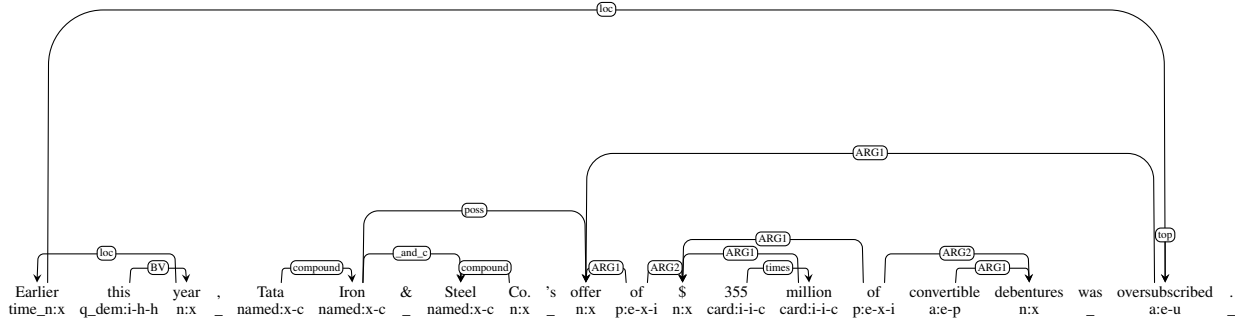 loc
ARG1
poss
ARG1
top
loc
_and_c
ARG1
ARG2
BV
compound
compound
ARG1
ARG2
times
ARG1
Earlier this year , Tata Iron & Steel Co. 's offer of $ 355 million of convertible debentures was oversubscribed .
time_n:x q_dem:i-h-h n:x _ named:x-c named:x-c _ named:x-c n:x _ n:x p:e-x-i n:x card:i-i-c card:i-i-c p:e-x-i a:e-p n:x _ a:e-u _